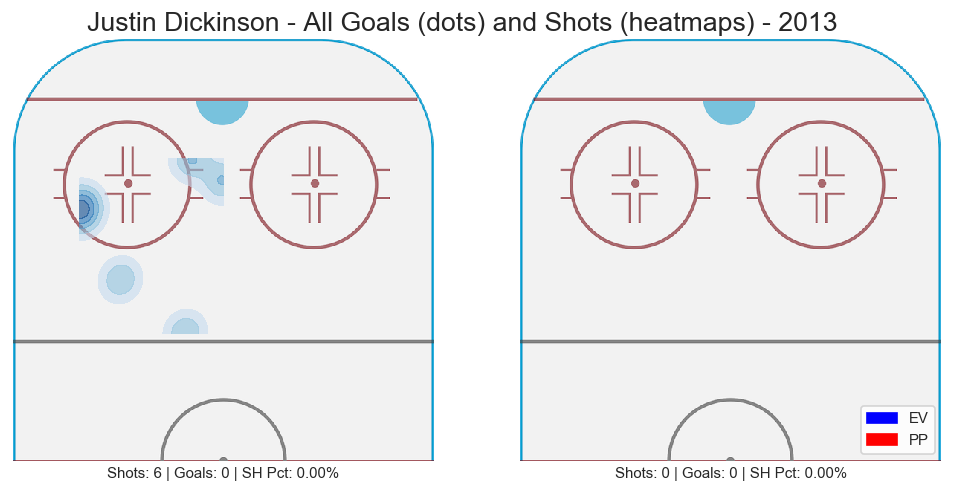 Justin Dickinson - All Goals (dots) and Shots (heatmaps) - 2013
EV
PP
Shots: 6 | Goals: 0 | SH Pct: 0.00%
Shots: 0 | Goals: 0 | SH Pct: 0.00%